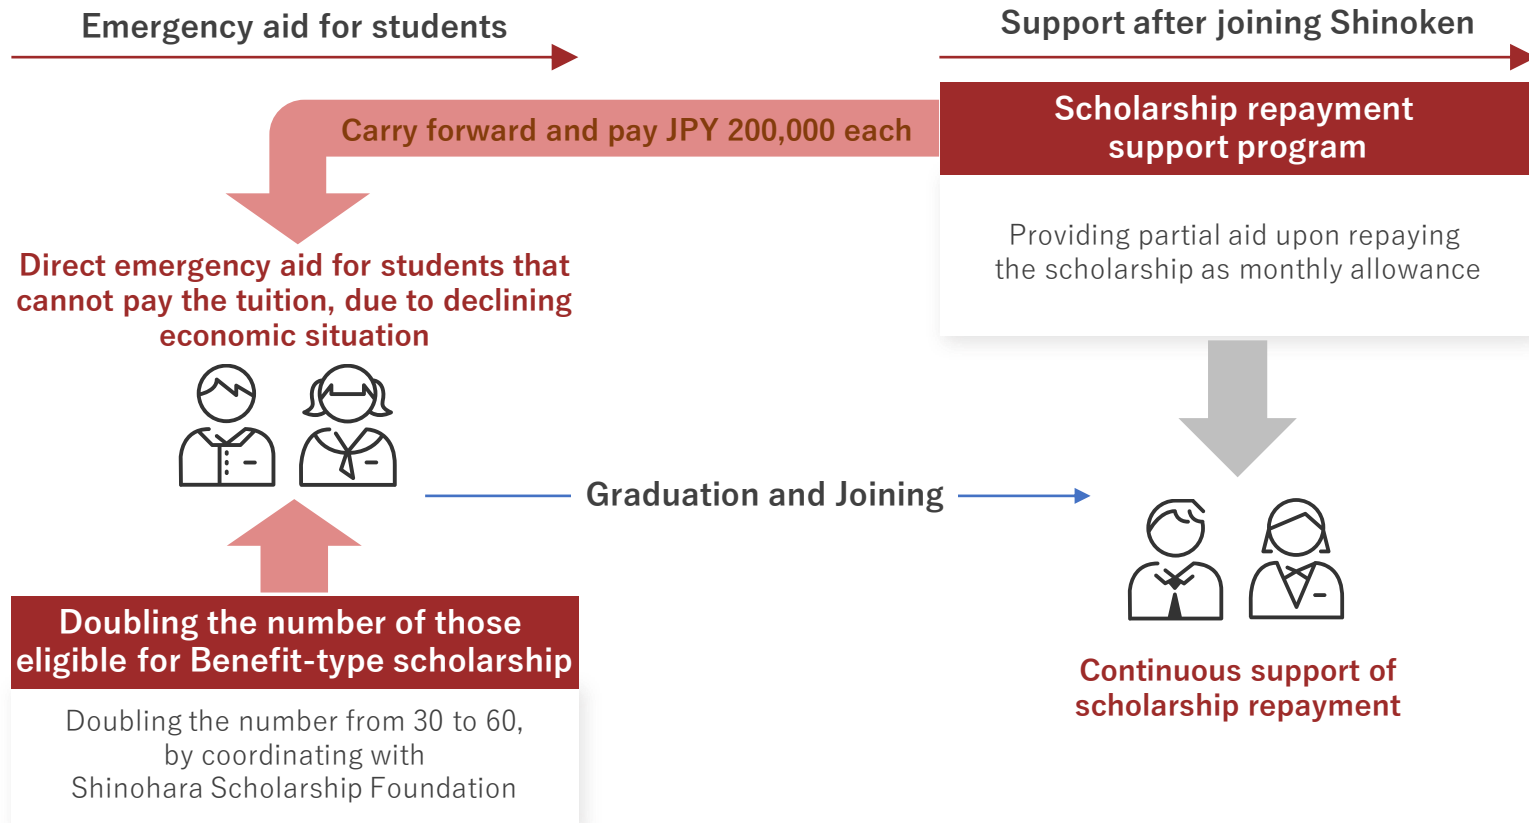 Emergency aid for students
Support after joining Shinoken
Carry forward and pay JPY 200,000 each
Scholarship repayment
support program
Providing partial aid upon repaying
the scholarship as monthly allowance
Direct emergency aid for students that
cannot pay the tuition, due to declining
economic situation
Graduation and Joining
Doubling the number of those
eligible for Benefit-type scholarship
Doubling the number from 30 to 60,
by coordinating with
Shinohara Scholarship Foundation
Continuous support of
scholarship repayment